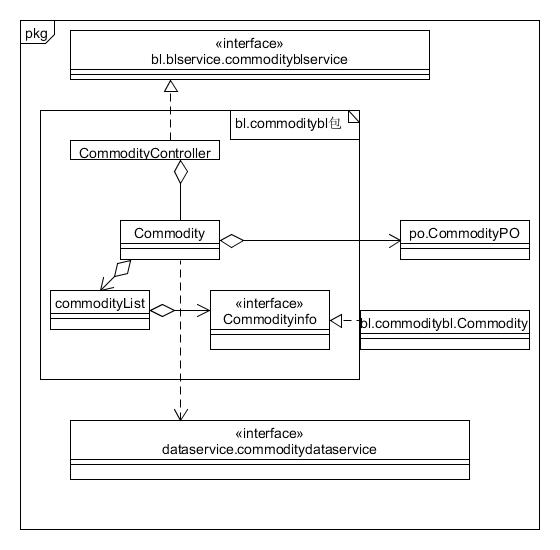 pkg
«interface»
bl.blservice.commodityblservice
bl.commoditybl包
CommodityController
Commodity
po.CommodityPO
commodityList
«interface»
Commodityinfo
bl.commoditybl.Commodity
«interface»
dataservice.commoditydataservice